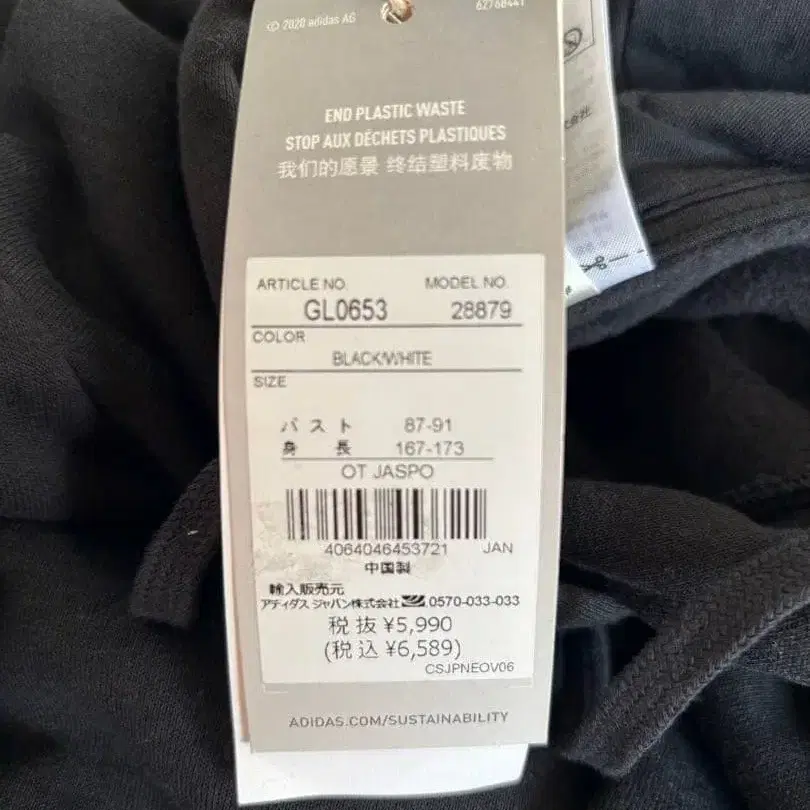 © 2020 adidas AG
62768441
END PLASTIC WASTE
STOP AUX DÉCHETS PLASTIQUES
我们的愿景 终结塑料废物
ARTICLE NO. MODEL NO.
GL0653 28879
COLOR
BLACK/WHITE
SIZE
バスト 87-91
身 長 167-173
OT JASPO
4064046453721 JAN
中国製
輸入販売元
アディダス ジャパン株式会社 0570-033-033
税抜 ¥5,990
(税込 ¥6,589)
CSJPNEOV06
ADIDAS.COM/SUSTAINABILITY
式会社